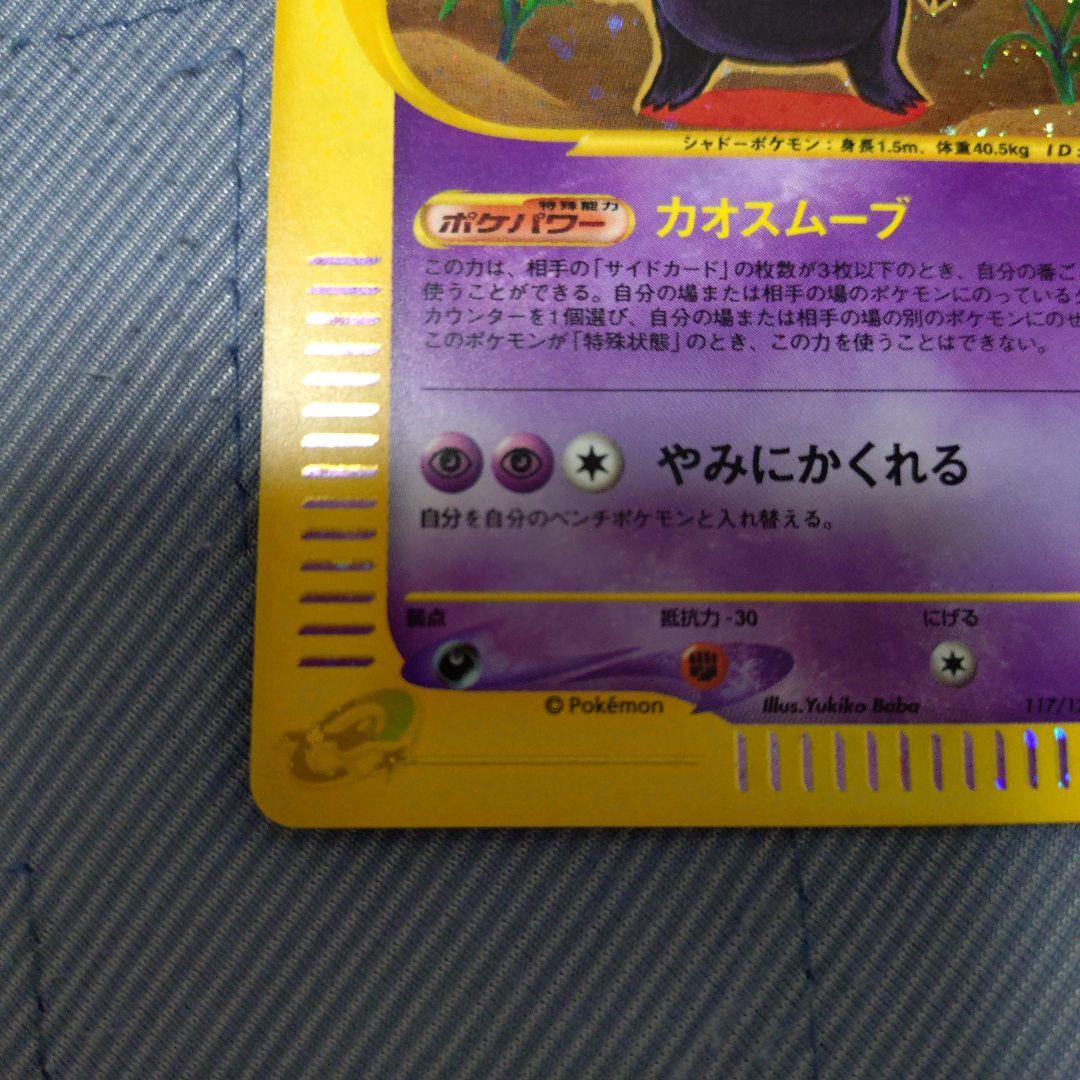 シャドーポケモン：身長1.5m、体重40.5kg ID:
特殊能力
ポケパワー カオスムーブ
この力は、相手の「サイドカード」の枚数が3枚以下のとき、自分の番ご
使うことができる。自分の場または相手の場のポケモンにのっている
カウンターを1個選び、自分の場または相手の場の別のポケモンにのせ
このポケモンが「特殊状態」のとき、この力を使うことはできない。
やみにかくれる
自分を自分のベンチポケモンと入れ替える。
弱点 抵抗力 -30 にげる
© Pokémon Illus. Yukiko Baba 117/12